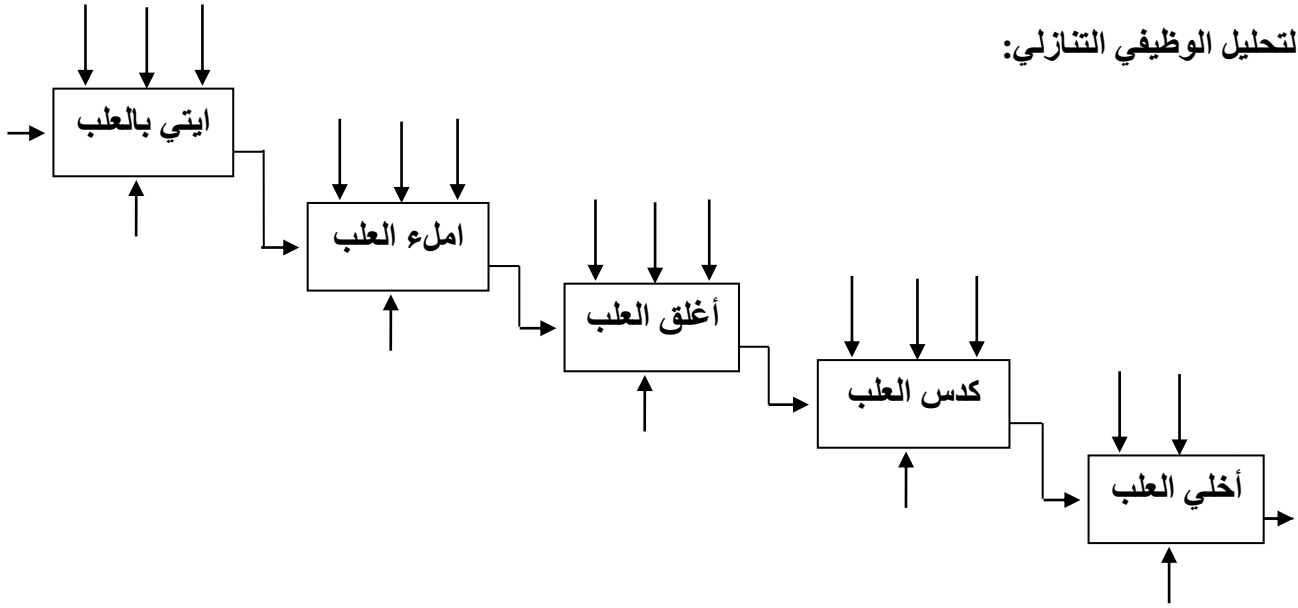 لتحليل الوظيفي التنازلي:
ايتي بالعلب
املء العلب
أغلق العلب
كدس العلب
أخلي العلب